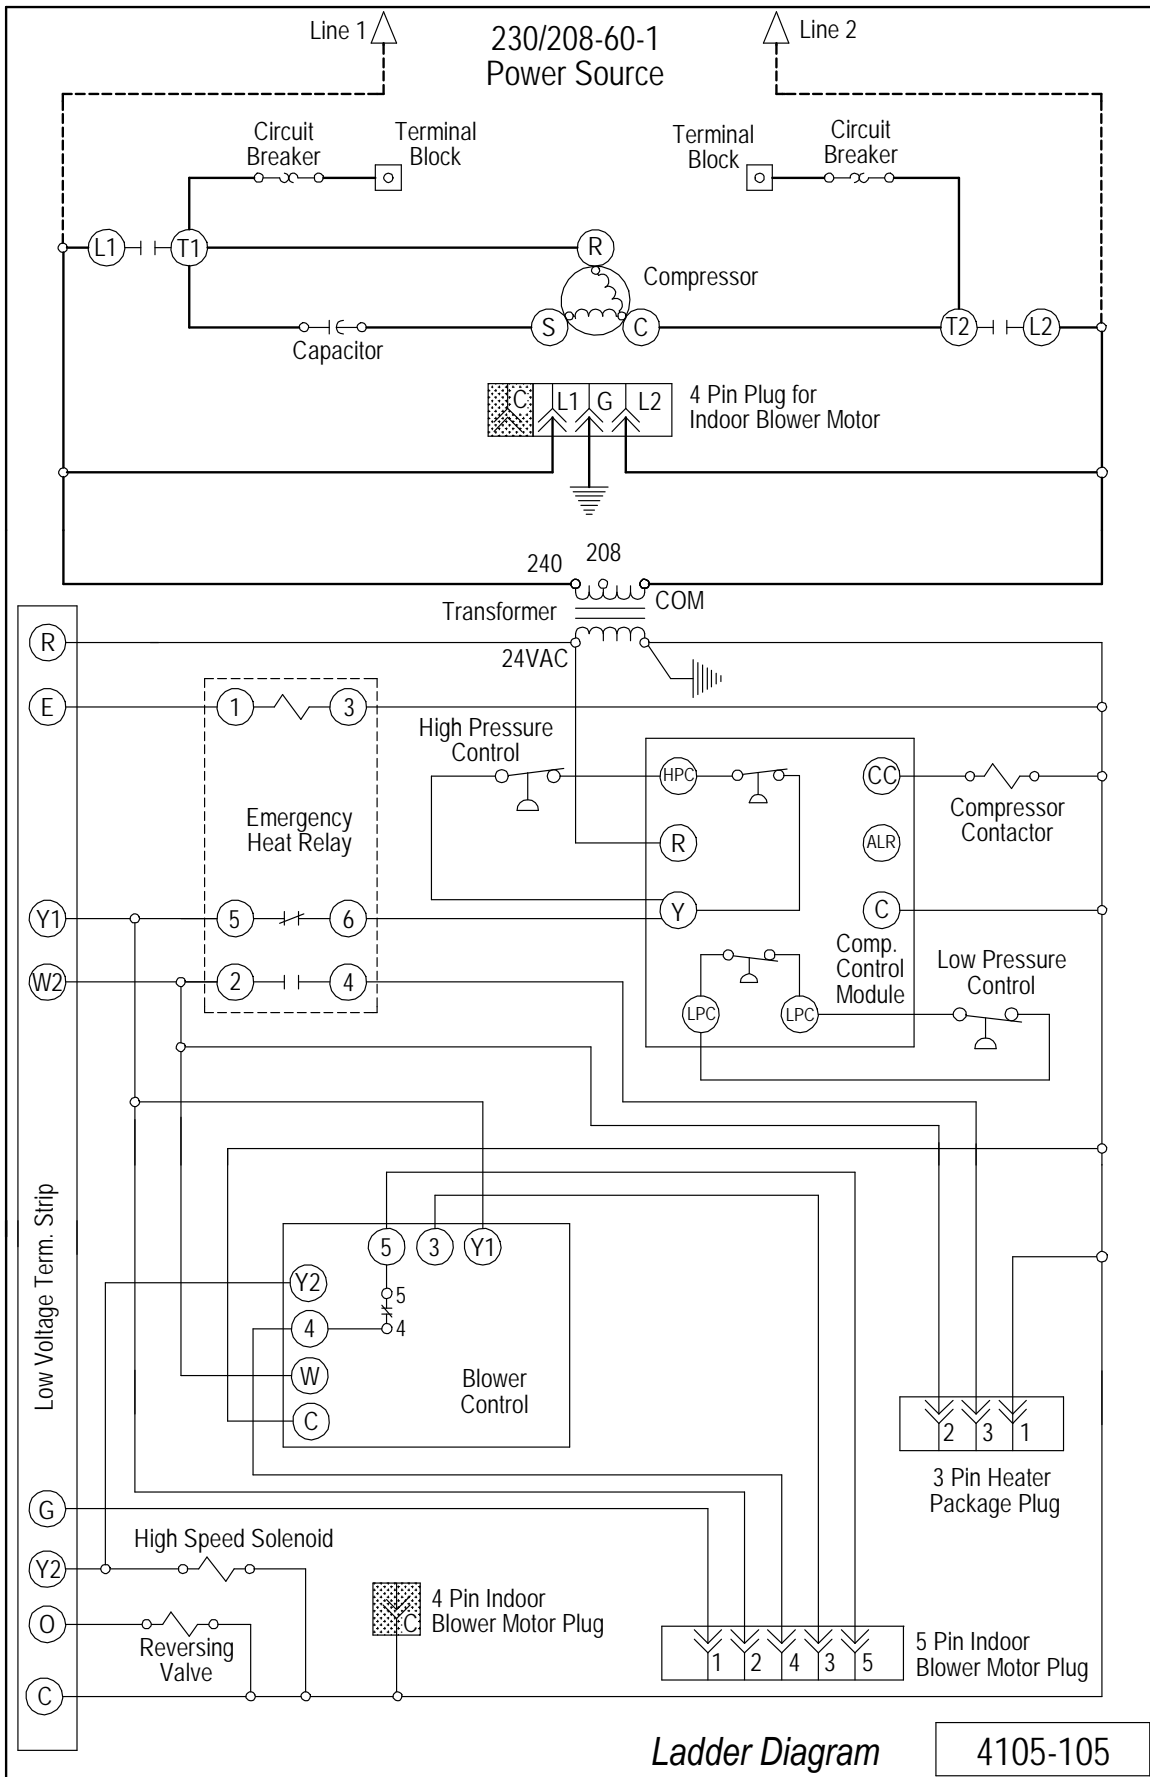 Line 1
230/208-60-1
Power Source
Line 2
Circuit
Breaker
Terminal
Block
Terminal
Block
Circuit
Breaker
L1
T1
R
Compressor
Capacitor
S
C
T2
L2
C
L1
G
L2
4 Pin Plug for
Indoor Blower Motor
240
208
Transformer
COM
24VAC
R
E
1
3
High Pressure
Control
HPC
CC
Compressor
Contactor
Emergency
Heat Relay
R
ALR
Y1
5
6
Y
C
Comp.
Control
Module
Low Pressure
Control
W2
2
4
LPC
LPC
Low Voltage Term. Strip
5
3
Y1
Y2
5
4
4
W
Blower
Control
C
2
3
1
3 Pin Heater
Package Plug
G
High Speed Solenoid
Y2
4 Pin Indoor
Blower Motor Plug
C
O
Reversing
Valve
1
2
4
3
5
5 Pin Indoor
Blower Motor Plug
C
Ladder Diagram
4105-105